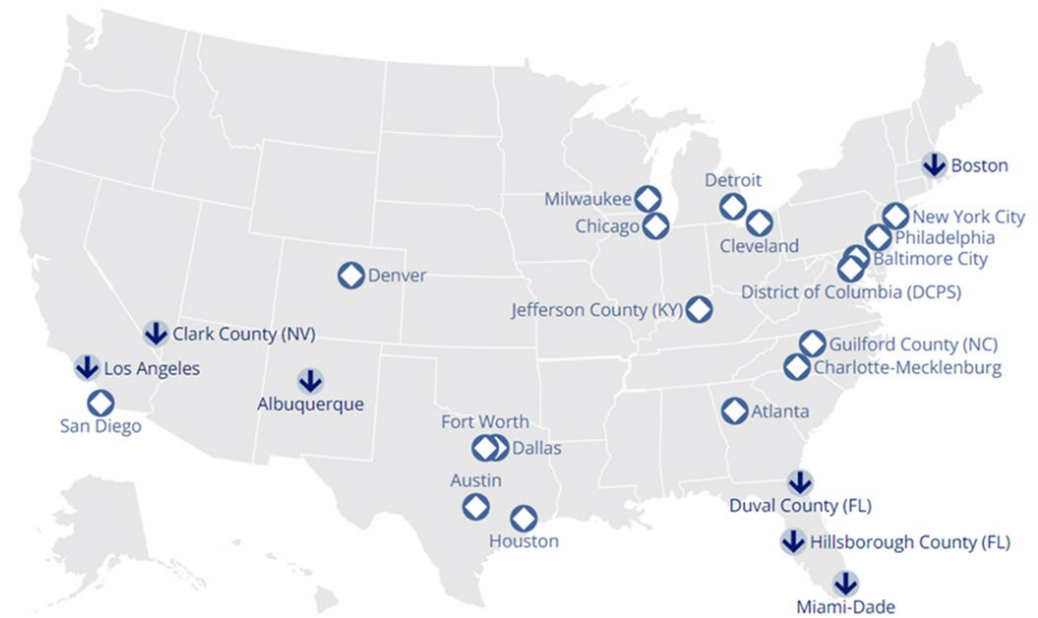 Boston
Detroit
Milwaukee
Chicago
New York City
Philadelphia
Cleveland
Baltimore City
Denver
District of Columbia (DCPS)
Jefferson County (KY)
Clark County (NV)
Guilford County (NC)
Los Angeles
Charlotte-Mecklenburg
Albuquerque
Atlanta
San Diego
Fort Worth
Dallas
Austin
Duval County (FL)
Houston
Hillsborough County (FL)
Miami-Dade